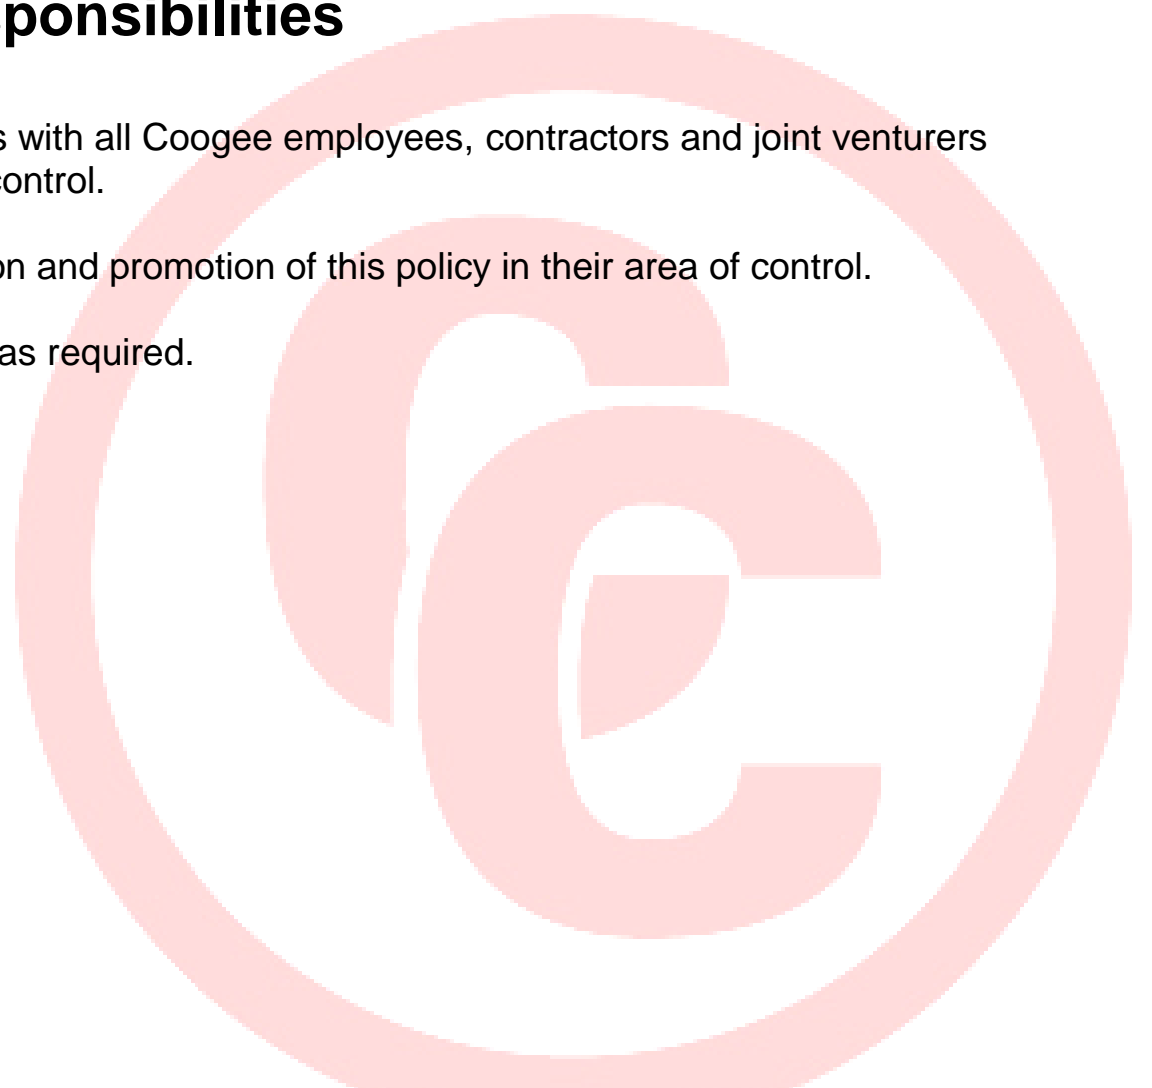 ponsibilities
s with all Coogee employees, contractors and joint venturers
control.
on and promotion of this policy in their area of control.
as required.